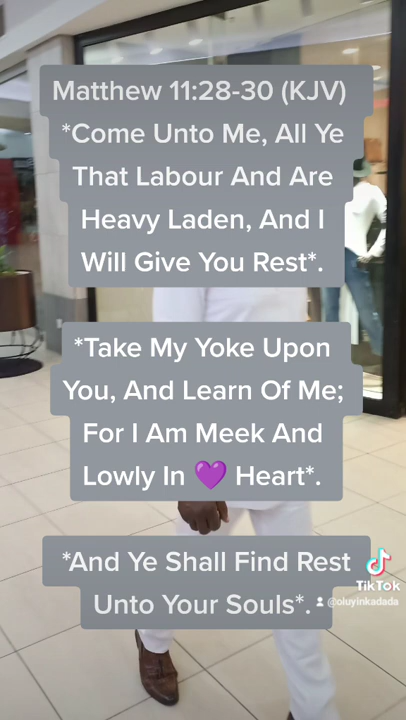 Matthew 11:28-30 (KJV)
*Come Unto Me, All Ye
That Labour And Are
Heavy Laden, And I
Will Give You Rest*.
*Take My Yoke Upon
You, And Learn Of Me;
For I Am Meek And
Lowly In 💜 Heart*.
*And Ye Shall Find Rest
Unto Your Souls*.
TikTok
@oluyinkadada